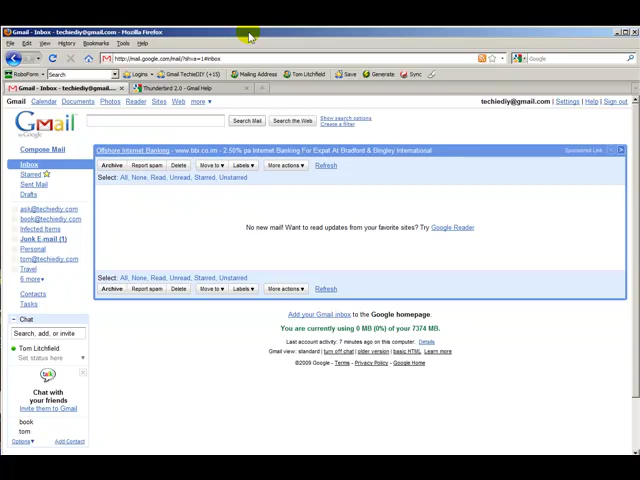 Gmail - Inbox - techiediy@gmail.com - Mozilla Firefox
File Edit View History Bookmarks Tools Help
http://mail.google.com/mail/?shva=1#inbox
Google
RoboForm Search Logins Gmail TechieDIY (+15) Mailing Address Tom Litchfield Save Generate Sync
Gmail - Inbox - techiediy@gmail.com... Thunderbird 2.0 - Gmail Help
Gmail Calendar Documents Photos Reader Sites Web more ▾
techiediy@gmail.com | Settings | Help | Sign out
Gmail by Google
Search Mail Search the Web Show search options
Create a filter
Compose Mail
Inbox
Starred
Sent Mail
Drafts
ask@techiediy.com
book@techiediy.com
Infected Items
Junk E-mail (1)
Personal
tom@techiediy.com
Travel
6 more▾
Contacts
Tasks
Chat
Search, add, or invite
Tom Litchfield
Set status here
talk
Chat with
your friends
Invite them to Gmail
book
tom
Options▾ Add Contact
Offshore Internet Banking - www.bbi.co.im - 2.50% pa Internet Banking For Expat At Bradford & Bingley International
Sponsored Link
Archive Report spam Delete Move to ▾ Labels ▾ More actions ▾ Refresh
Select: All, None, Read, Unread, Starred, Unstarred
No new mail! Want to read updates from your favorite sites? Try Google Reader
Select: All, None, Read, Unread, Starred, Unstarred
Archive Report spam Delete Move to ▾ Labels ▾ More actions ▾ Refresh
Add your Gmail inbox to the Google homepage.
You are currently using 0 MB (0%) of your 7374 MB.
Last account activity: 7 minutes ago on this computer. Details
Gmail view: standard | turn off chat | older version | basic HTML Learn more
©2009 Google - Terms - Privacy Policy - Google Home